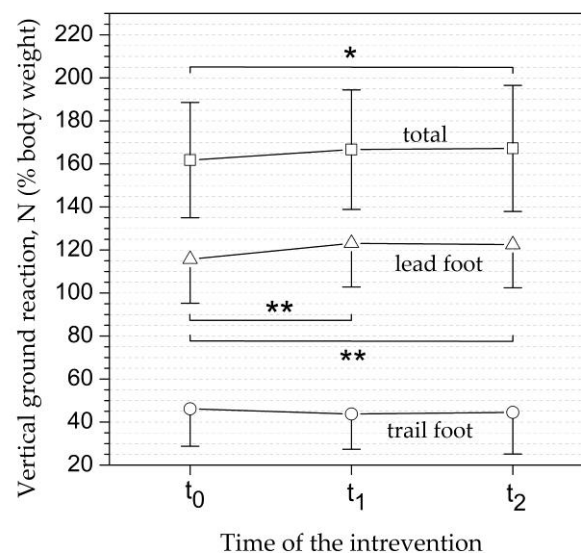 Vertical ground reaction, N (% body weight)
220
200
180
160
140
120
100
80
60
40
20
*
total
lead foot
**
**
trail foot
t0
t1
t2
Time of the intrevention